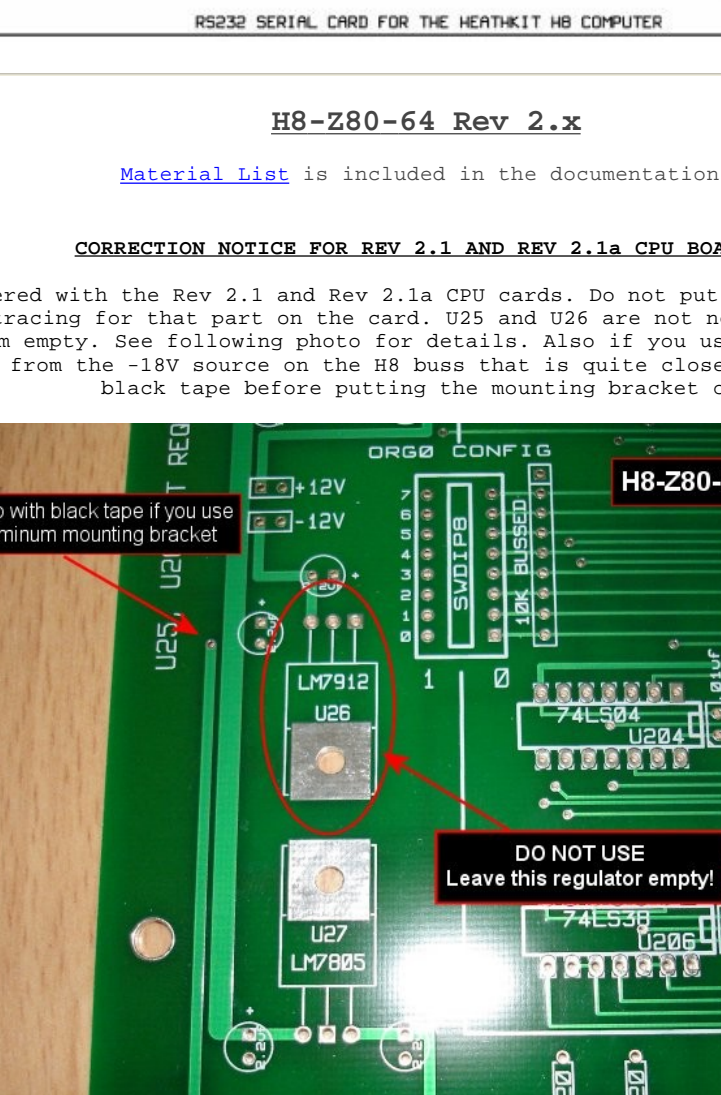 RS232 SERIAL CARD FOR THE HEATHKIT H8 COMPUTER
H8-Z80-64 Rev 2.x
Material List is included in the documentation
CORRECTION NOTICE FOR REV 2.1 AND REV 2.1a CPU BOA
ered with the Rev 2.1 and Rev 2.1a CPU cards. Do not put
tracing for that part on the card. U25 and U26 are not n
m empty. See following photo for details. Also if you us
from the -18V source on the H8 buss that is quite close
black tape before putting the mounting bracket o
ORG0 CONFIG
H8-Z80-
+12V
-12V
o with black tape if you use
minum mounting bracket
U25,
7
6
5
4
3
2
1
0
SWDIP8
10K BUSSED
1 0
LM7912
U26
74LS04
U204
.01uf
DO NOT USE
Leave this regulator empty!
74LS38
U206
U27
LM7805
2.2uF